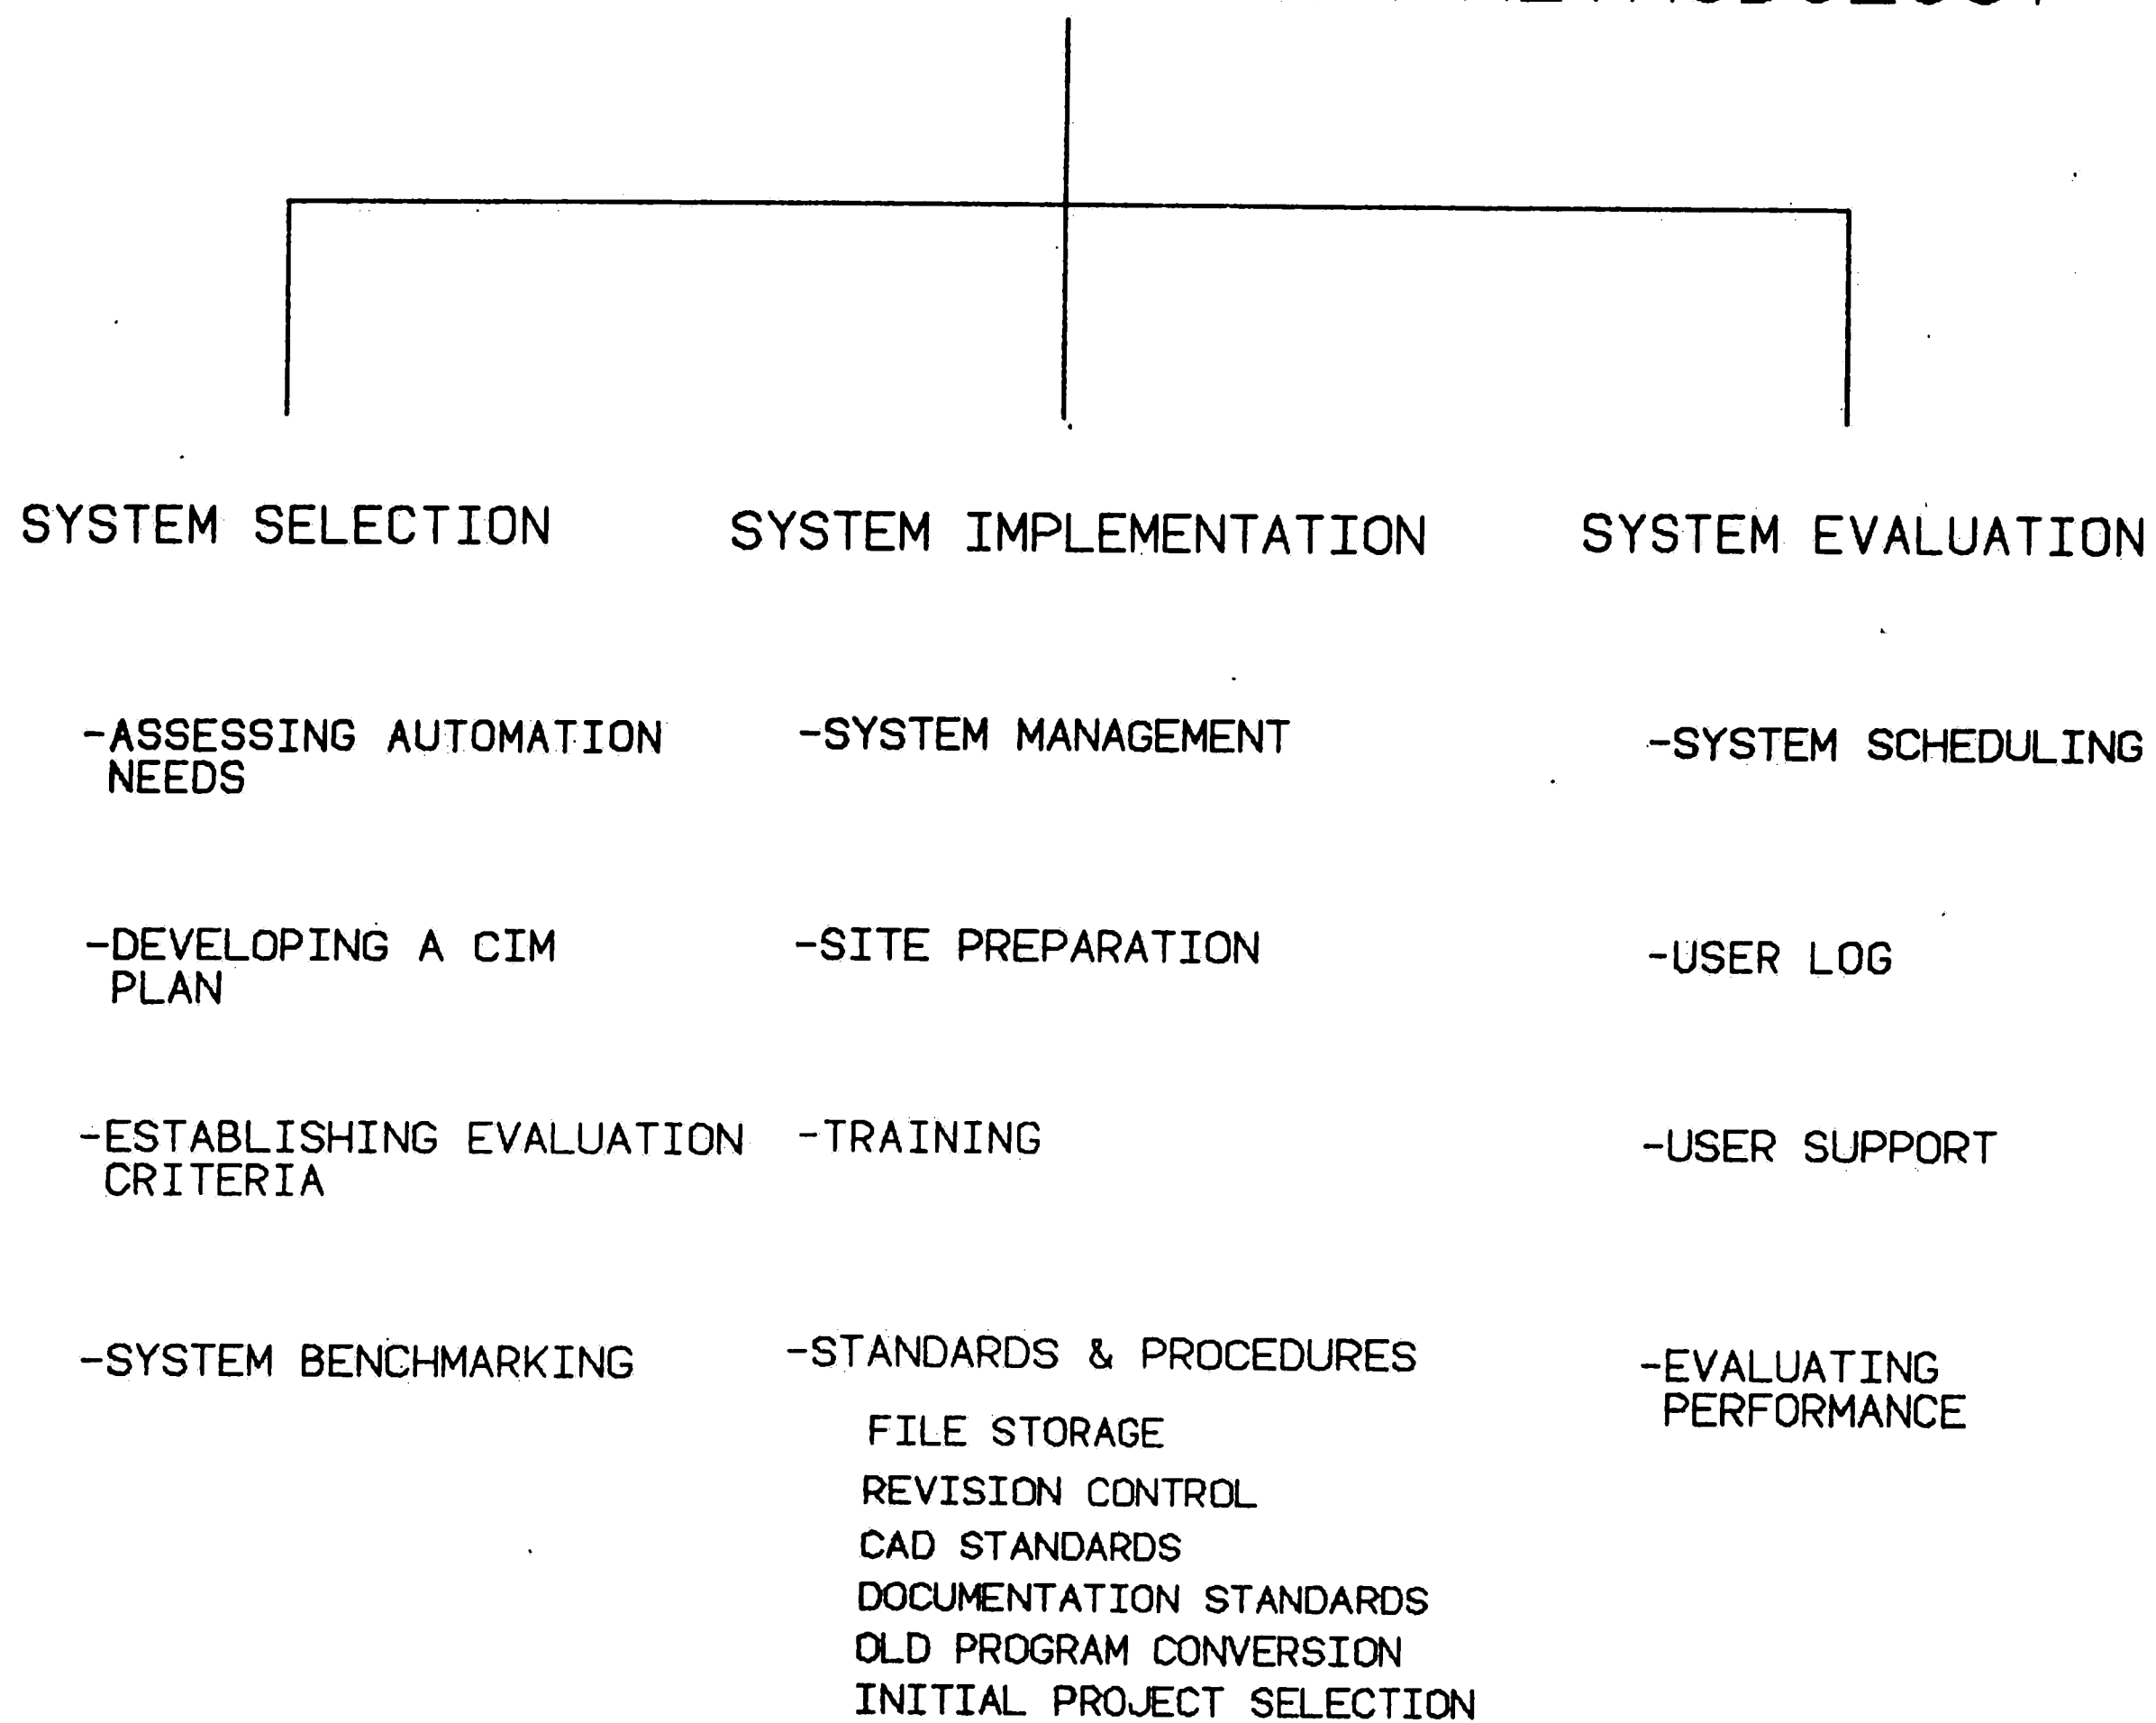 SYSTEM SELECTION
-ASSESSING AUTOMATION
NEEDS
-DEVELOPING A CIM
PLAN
-ESTABLISHING EVALUATION
CRITERIA
-SYSTEM BENCHMARKING
SYSTEM IMPLEMENTATION
-SYSTEM MANAGEMENT
-SITE PREPARATION
-TRAINING
-STANDARDS & PROCEDURES
FILE STORAGE
REVISION CONTROL
CAD STANDARDS
DOCUMENTATION STANDARDS
OLD PROGRAM CONVERSION
INITIAL PROJECT SELECTION
SYSTEM EVALUATION
-SYSTEM SCHEDULING
-USER LOG
-USER SUPPORT
-EVALUATING
PERFORMANCE